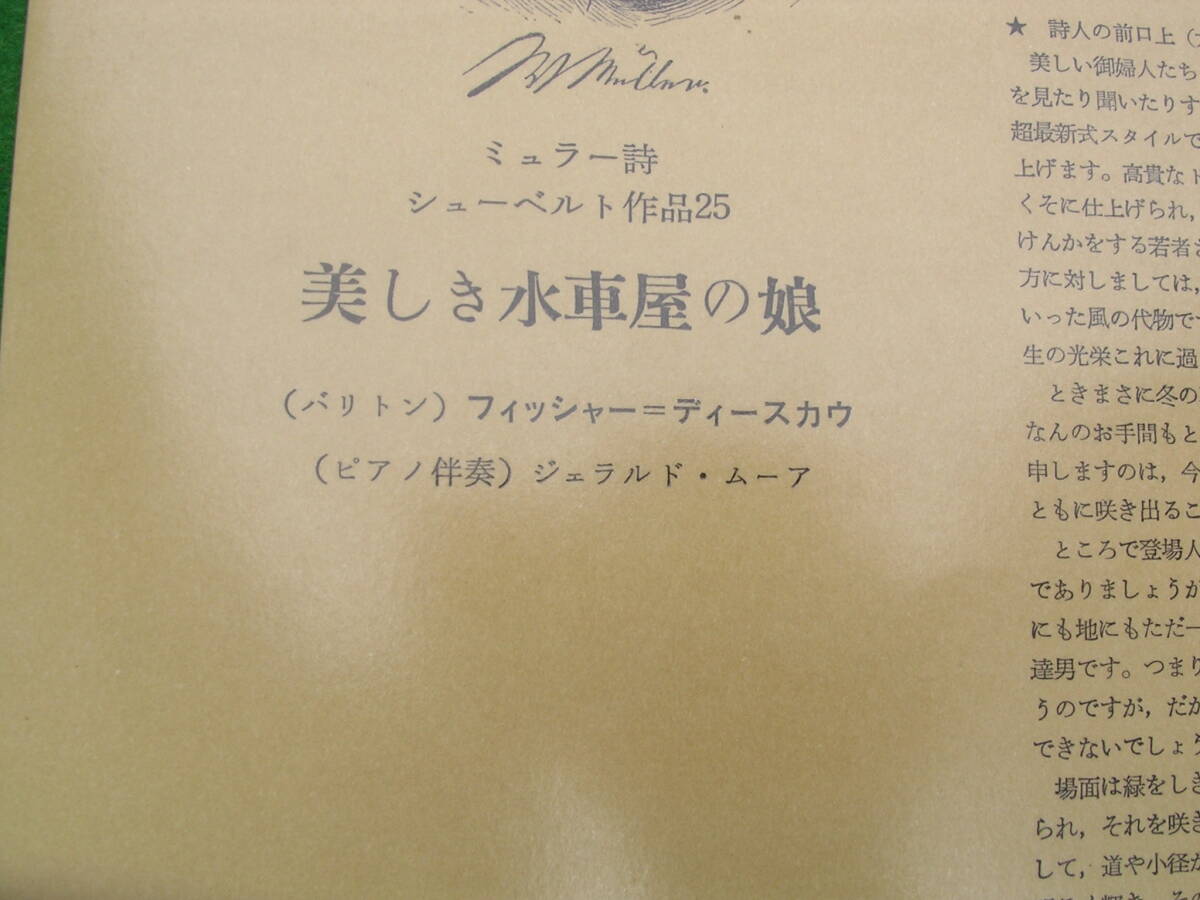 W Müller.
ミュラー詩
シューベルト作品25
美しき水車屋の娘
(バリトン) フィッシャー=ディースカウ
(ピアノ伴奏) ジェラルド・ムーア
★ 詩人の前口上(
美しい御婦人たち
を見たり聞いたりす
超最新式スタイルで
上げます。高貴なド
くそに仕上げられ,
けんかをする若者
方に対しましては,
いった風の代物で
生の光栄これに過
ときまさに冬の
なんのお手間もと
申しますのは, 今
ともに咲き出るこ
ところで登場人
でありましょうが
にも地にもただ一
達男です。つまり
うのですが, だが
できないでしょう
場面は緑をしき
られ, それを咲き
して, 道や小径が